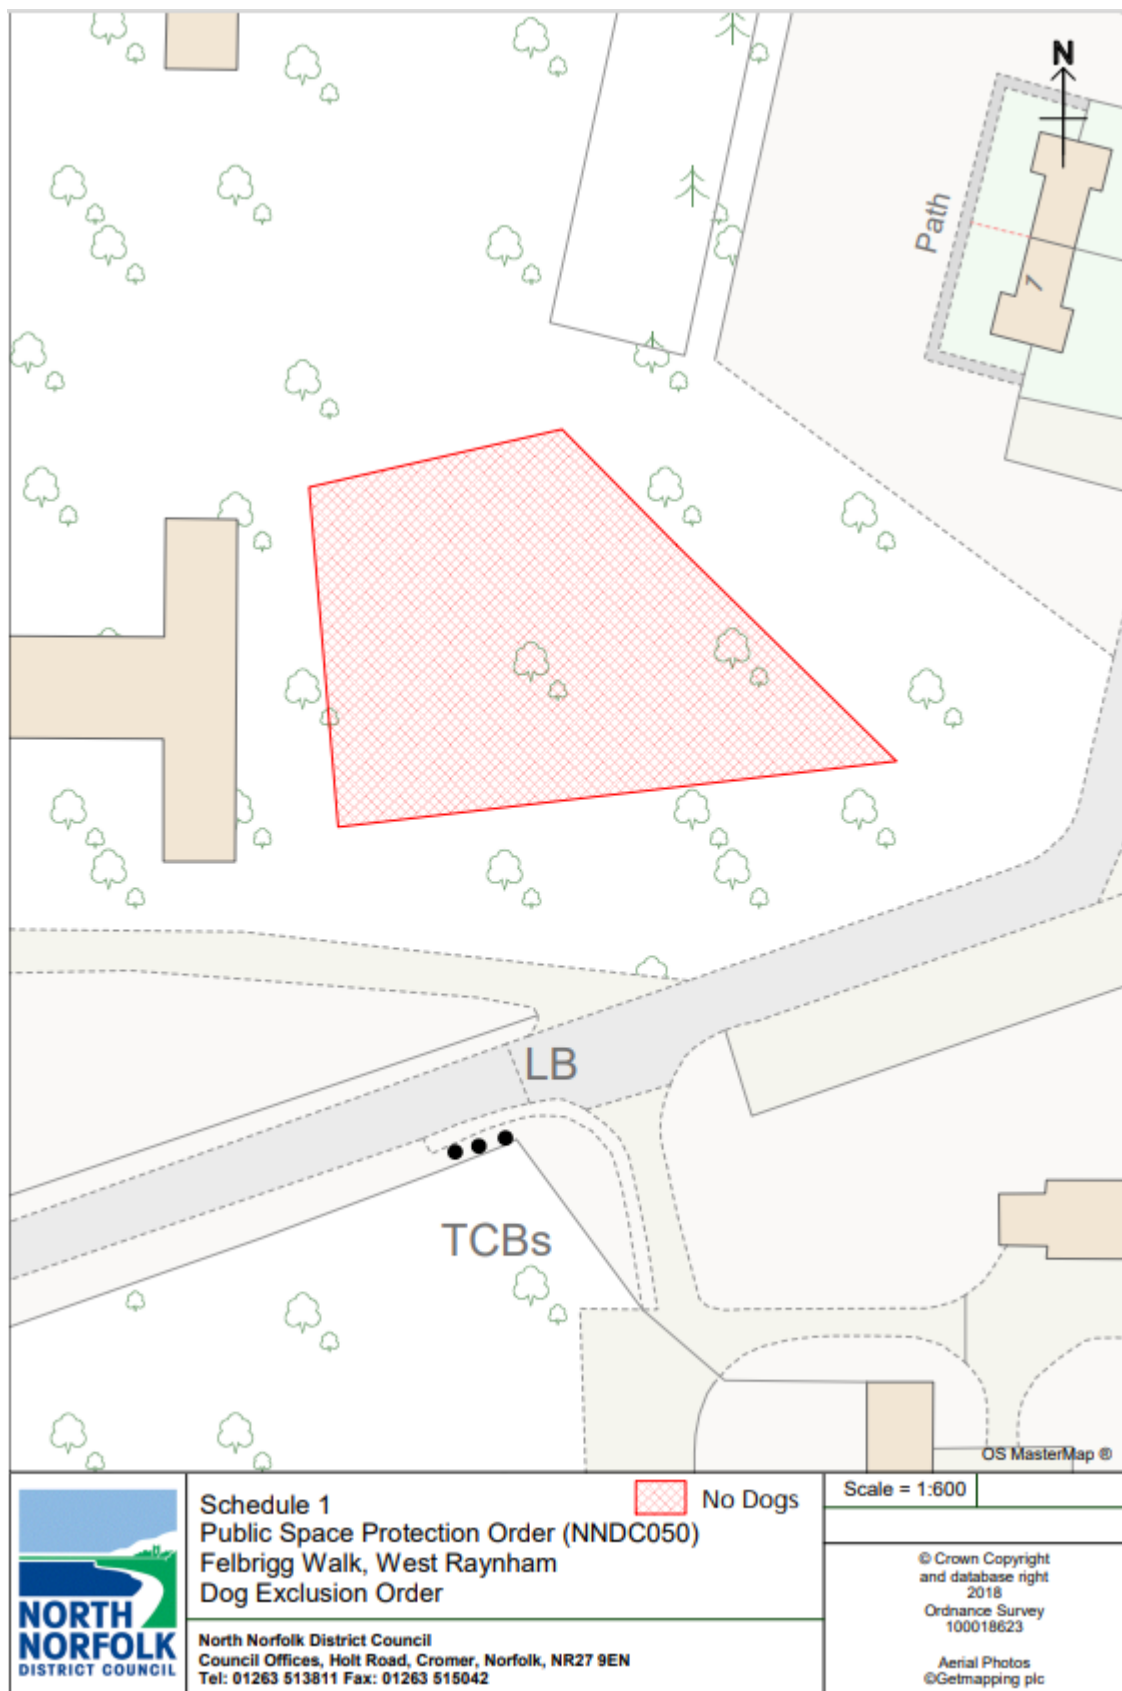 N
Path
1
LB
TCBs
OS MasterMap ®
NORTH
NORFOLK
DISTRICT COUNCIL
Schedule 1
No Dogs
Public Space Protection Order (NNDC050)
Felbrigg Walk, West Raynham
Dog Exclusion Order
North Norfolk District Council
Council Offices, Holt Road, Cromer, Norfolk, NR27 9EN
Tel: 01263 513811 Fax: 01263 515042
Scale = 1:600
© Crown Copyright
and database right
2018
Ordnance Survey
100018623
Aerial Photos
©Getmapping plc